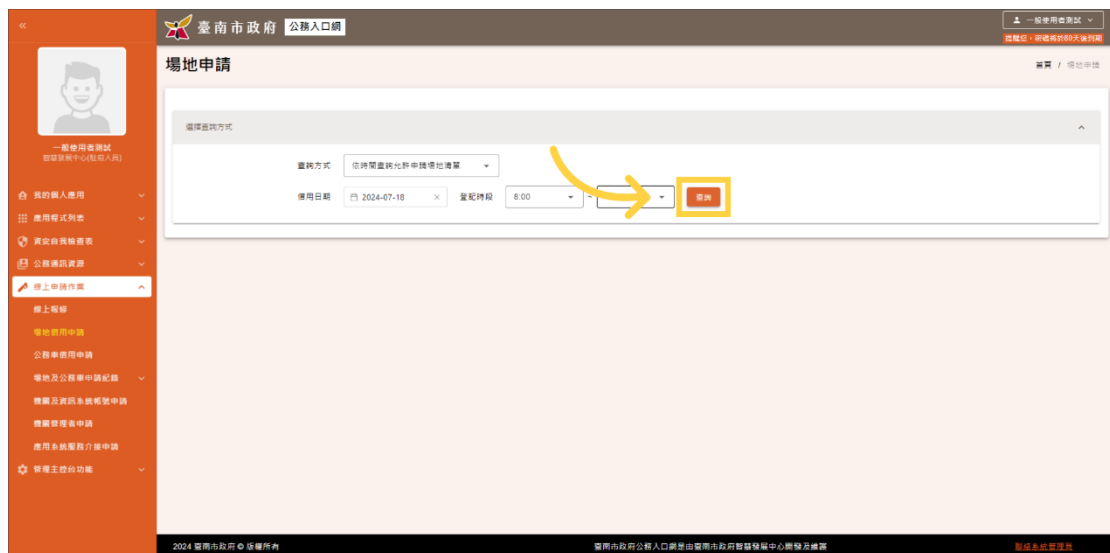 臺南市政府 公務入口網
一般使用者測試
提醒您，密碼將於80天後到期
場地申請
首頁 / 場地申請
一般使用者測試
智慧發展中心(駐府人員)
選擇查詢方式
查詢方式 依時間查詢允許申請場地清單
借用日期 2024-07-18 × 登記時段 8:00 ~ 查詢
我的個人應用
應用程式列表
資安自我檢查表
公務通訊資源
線上申請作業
線上報修
場地借用申請
公務車借用申請
場地及公務車申請紀錄
機關及資訊系統帳號申請
機關管理者申請
應用系統服務介接申請
管理主控台功能
2024 臺南市政府 © 版權所有
臺南市政府公務入口網是由臺南市政府智慧發展中心開發及維護
聯絡系統管理員